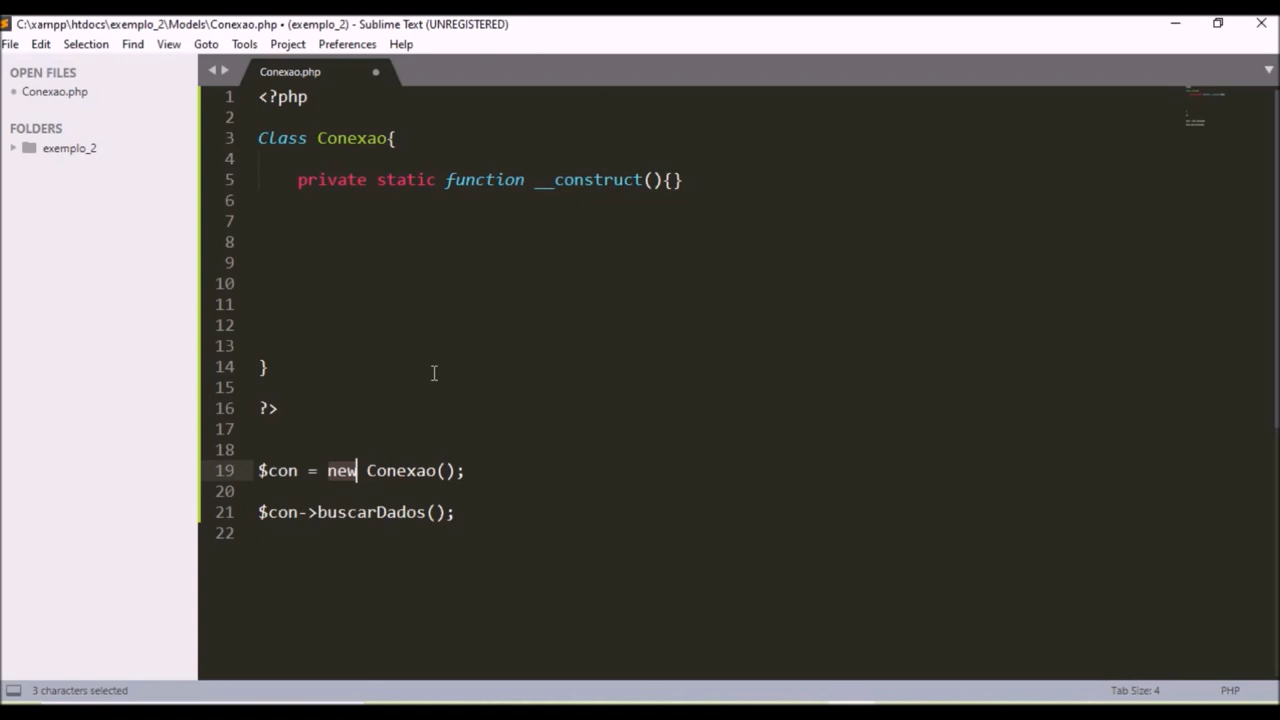 C:\xampp\htdocs\exemplo_2\Models\Conexao.php • (exemplo_2) - Sublime Text (UNREGISTERED)
File Edit Selection Find View Goto Tools Project Preferences Help
OPEN FILES
Conexao.php
FOLDERS
exemplo_2
Conexao.php
1 <?php
2
3 Class Conexao{
4
5 private static function __construct(){}
6
7
8
9
10
11
12
13
14 }
15
16 ?>
17
18
19 $con = new Conexao();
20
21 $con->buscarDados();
22
3 characters selected
Tab Size: 4
PHP